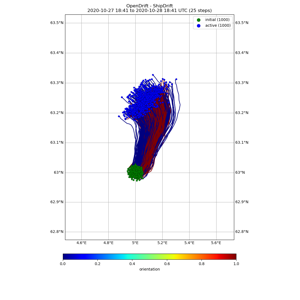 OpenDrift - ShipDrift
2020-10-27 18:41 to 2020-10-28 18:41 UTC (25 steps)
initial (1000)
active (1000)
63.5°N 63.5°N
63.4°N 63.4°N
63.3°N 63.3°N
63.2°N 63.2°N
63.1°N 63.1°N
63°N 63°N
62.9°N 62.9°N
62.8°N 62.8°N
4.6°E 4.8°E 5°E 5.2°E 5.4°E 5.6°E
0.0 0.2 0.4 0.6 0.8 1.0
orientation